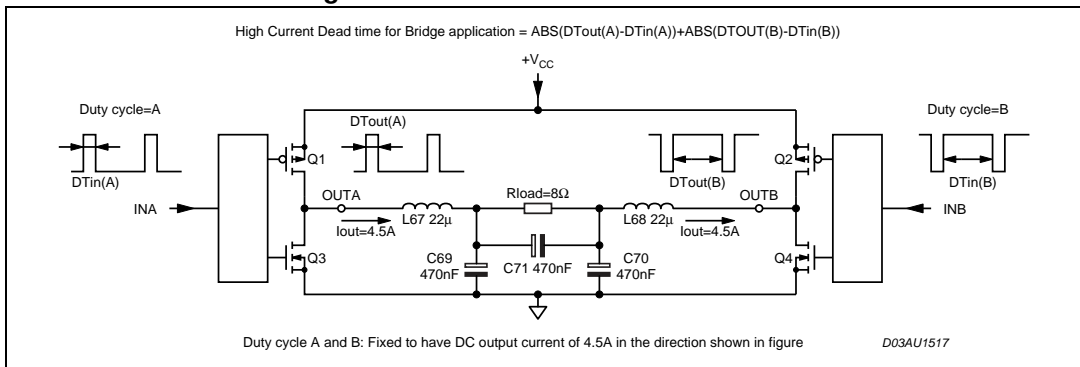 High Current Dead time for Bridge application = ABS(DTout(A)-DTin(A))+ABS(DTOUT(B)-DTin(B))
+VCC
Duty cycle=A
DTout(A)
Duty cycle=B
Q1
Q2
DTin(A)
DTout(B)
DTin(B)
OUTA
Rload=8Ω
OUTB
INA
L67 22µ
L68 22µ
INB
Iout=4.5A
Iout=4.5A
Q3
C69
470nF
C71 470nF
C70
470nF
Q4
Duty cycle A and B: Fixed to have DC output current of 4.5A in the direction shown in figure
D03AU1517